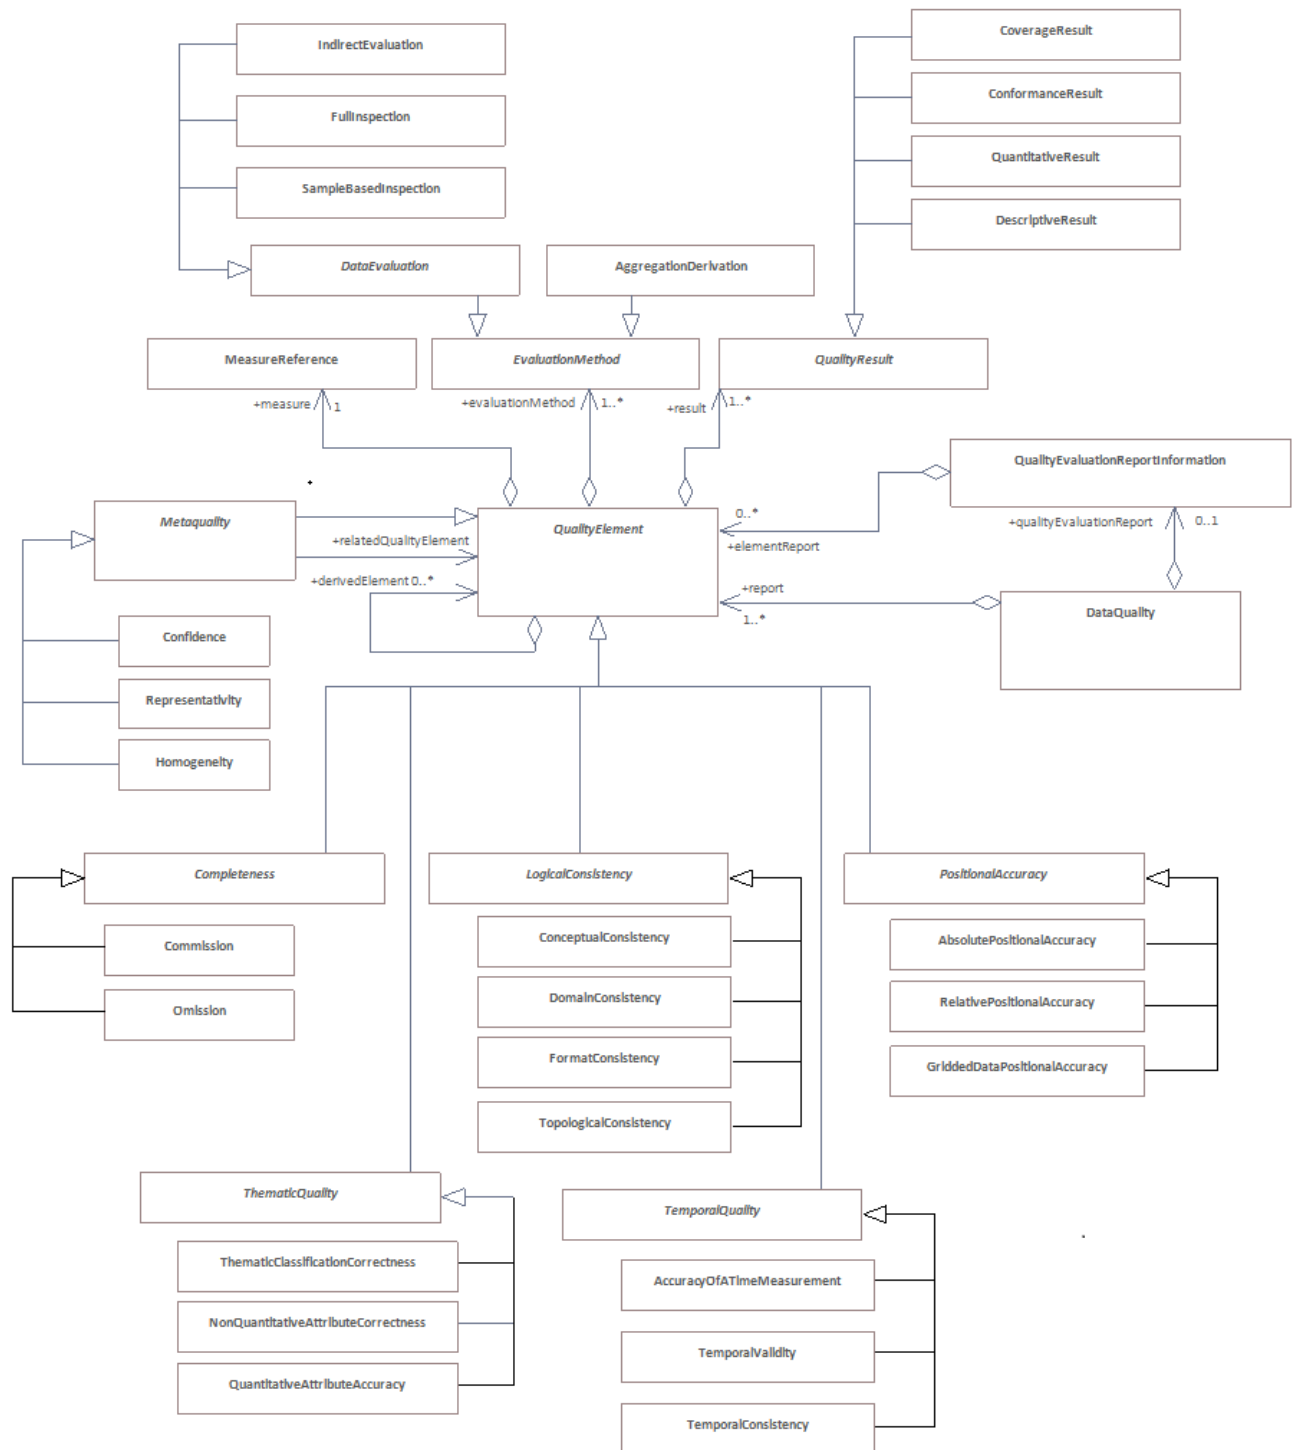 IndirectEvaluation
CoverageResult
FullInspection
ConformanceResult
QuantitativeResult
SampleBasedInspection
DescriptiveResult
DataEvaluation
AggregationDerivation
MeasureReference
EvaluationMethod
QualityResult
+measure
1
+evaluationMethod
1..*
+result
1..*
QualityEvaluationReportInformation
Metaquality
QualityElement
0..*
+qualityEvaluationReport
0..1
+relatedQualityElement
+elementReport
+derivedElement 0..*
+report
1..*
DataQuality
Confidence
Representativity
Homogeneity
Completeness
LogicalConsistency
PositionalAccuracy
Commission
ConceptualConsistency
AbsolutePositionalAccuracy
DomainConsistency
RelativePositionalAccuracy
Omission
FormatConsistency
GriddedDataPositionalAccuracy
TopologicalConsistency
ThematicQuality
TemporalQuality
ThematicClassificationCorrectness
AccuracyOfATimeMeasurement
NonQuantitativeAttributeCorrectness
TemporalValidity
QuantitativeAttributeAccuracy
TemporalConsistency